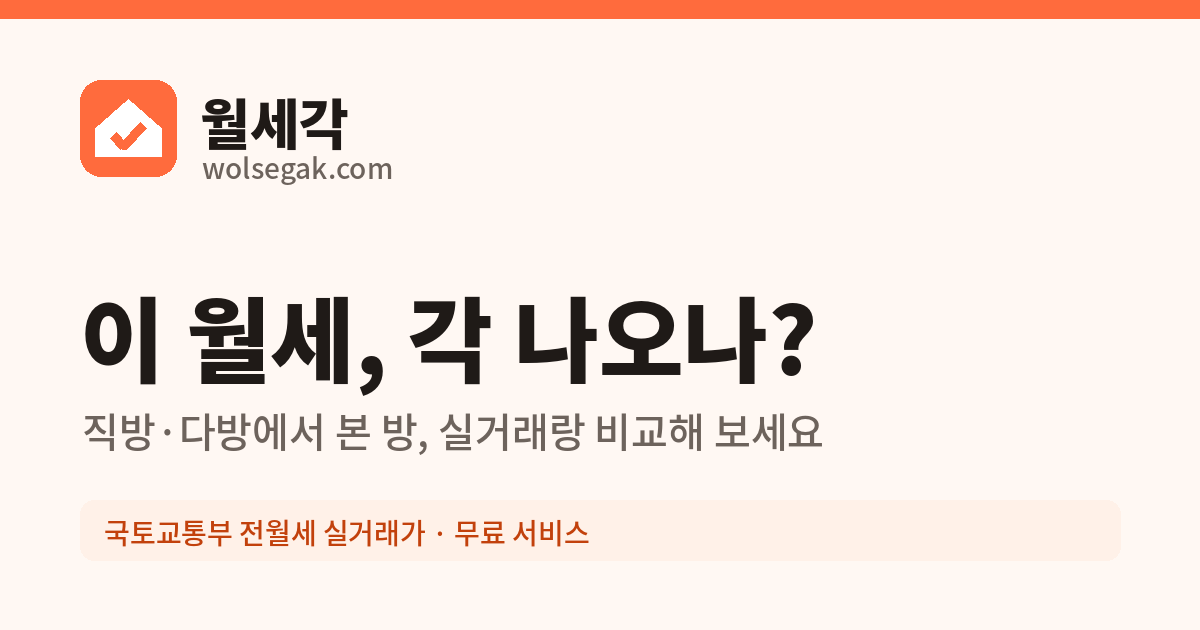 월세각
wolsegak.com
이 월세, 각 나오나?
직방·다방에서 본 방, 실거래랑 비교해 보세요
국토교통부 전월세 실거래가 · 무료 서비스